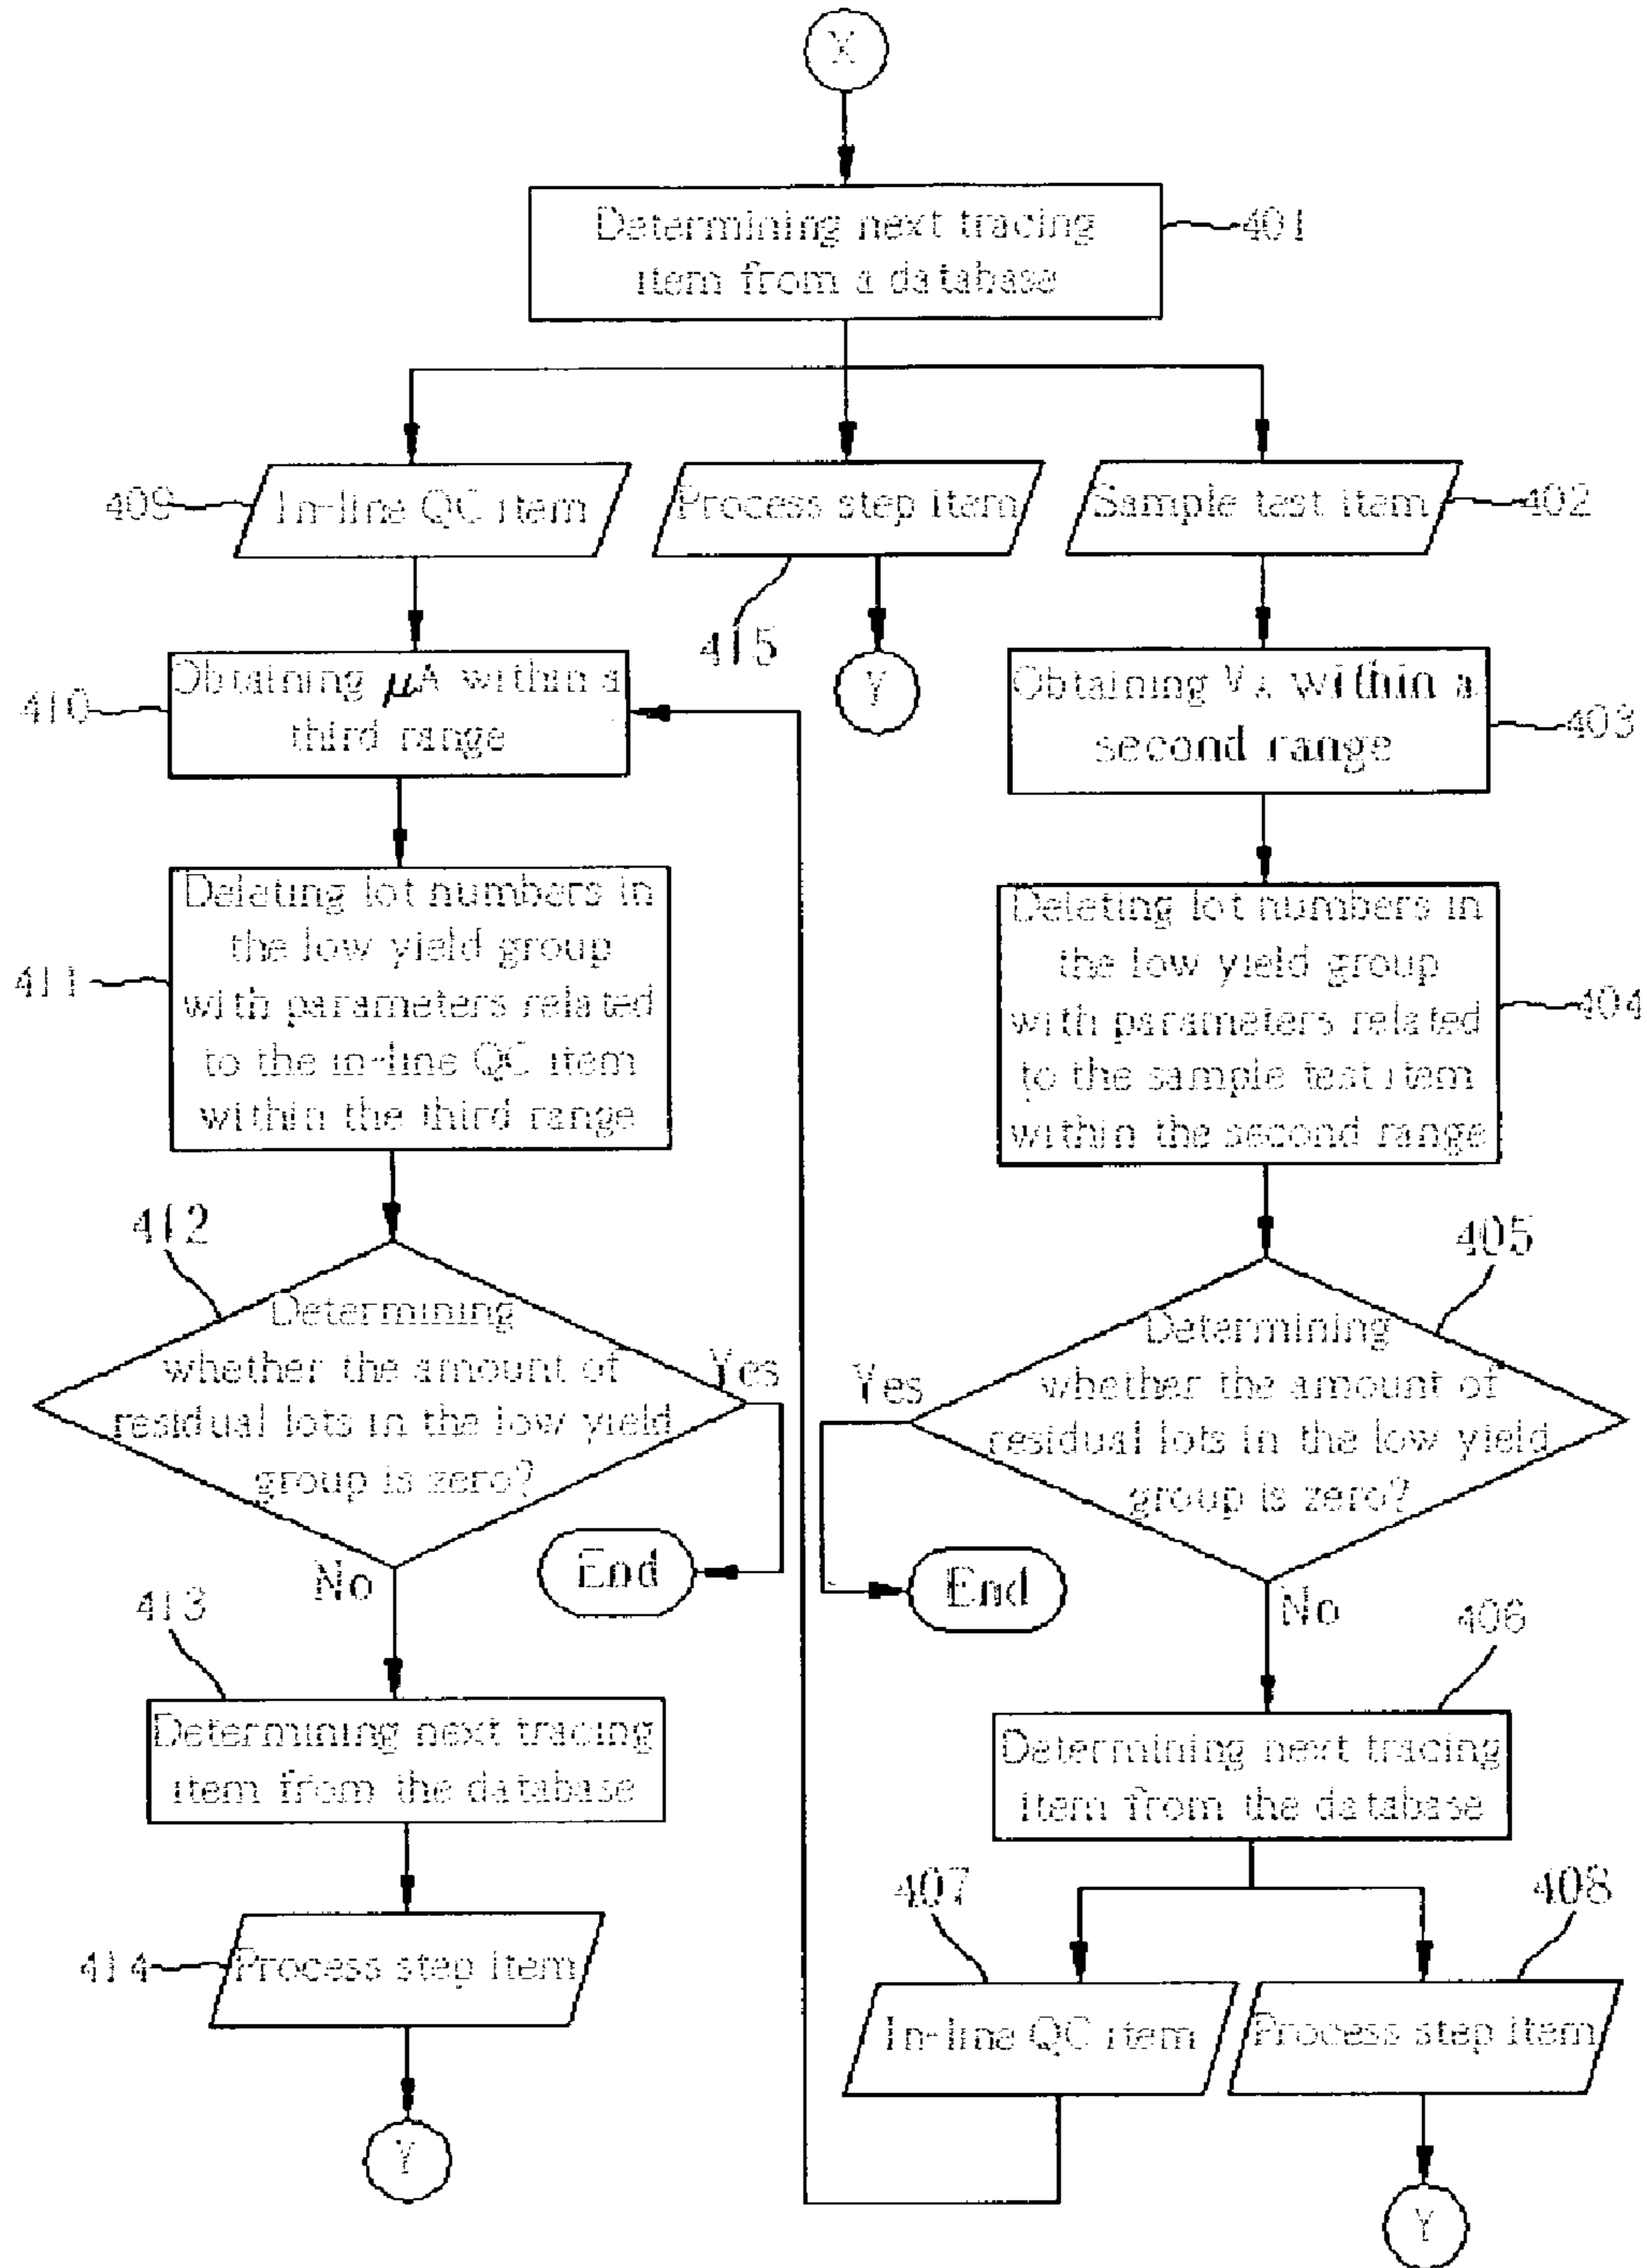 X
Determining next tracing
item from a database
401
409
In-line QC item
Process step item
Sample test item
402
415
Y
410
Obtaining μA within a
third range
Obtaining VA within a
second range
403
411
Deleting lot numbers in
the low yield group
with parameters related
to the in-line QC item
within the third range
Deleting lot numbers in
the low yield group
with parameters related
to the sample test item
within the second range
404
412
Determining
whether the amount of
residual lots in the low yield
group is zero?
Yes
No
End
405
Determining
whether the amount of
residual lots in the low yield
group is zero?
Yes
No
End
413
Determining next tracing
item from the database
406
Determining next tracing
item from the database
414
Process step item
Y
407
In-line QC item
408
Process step item
Y